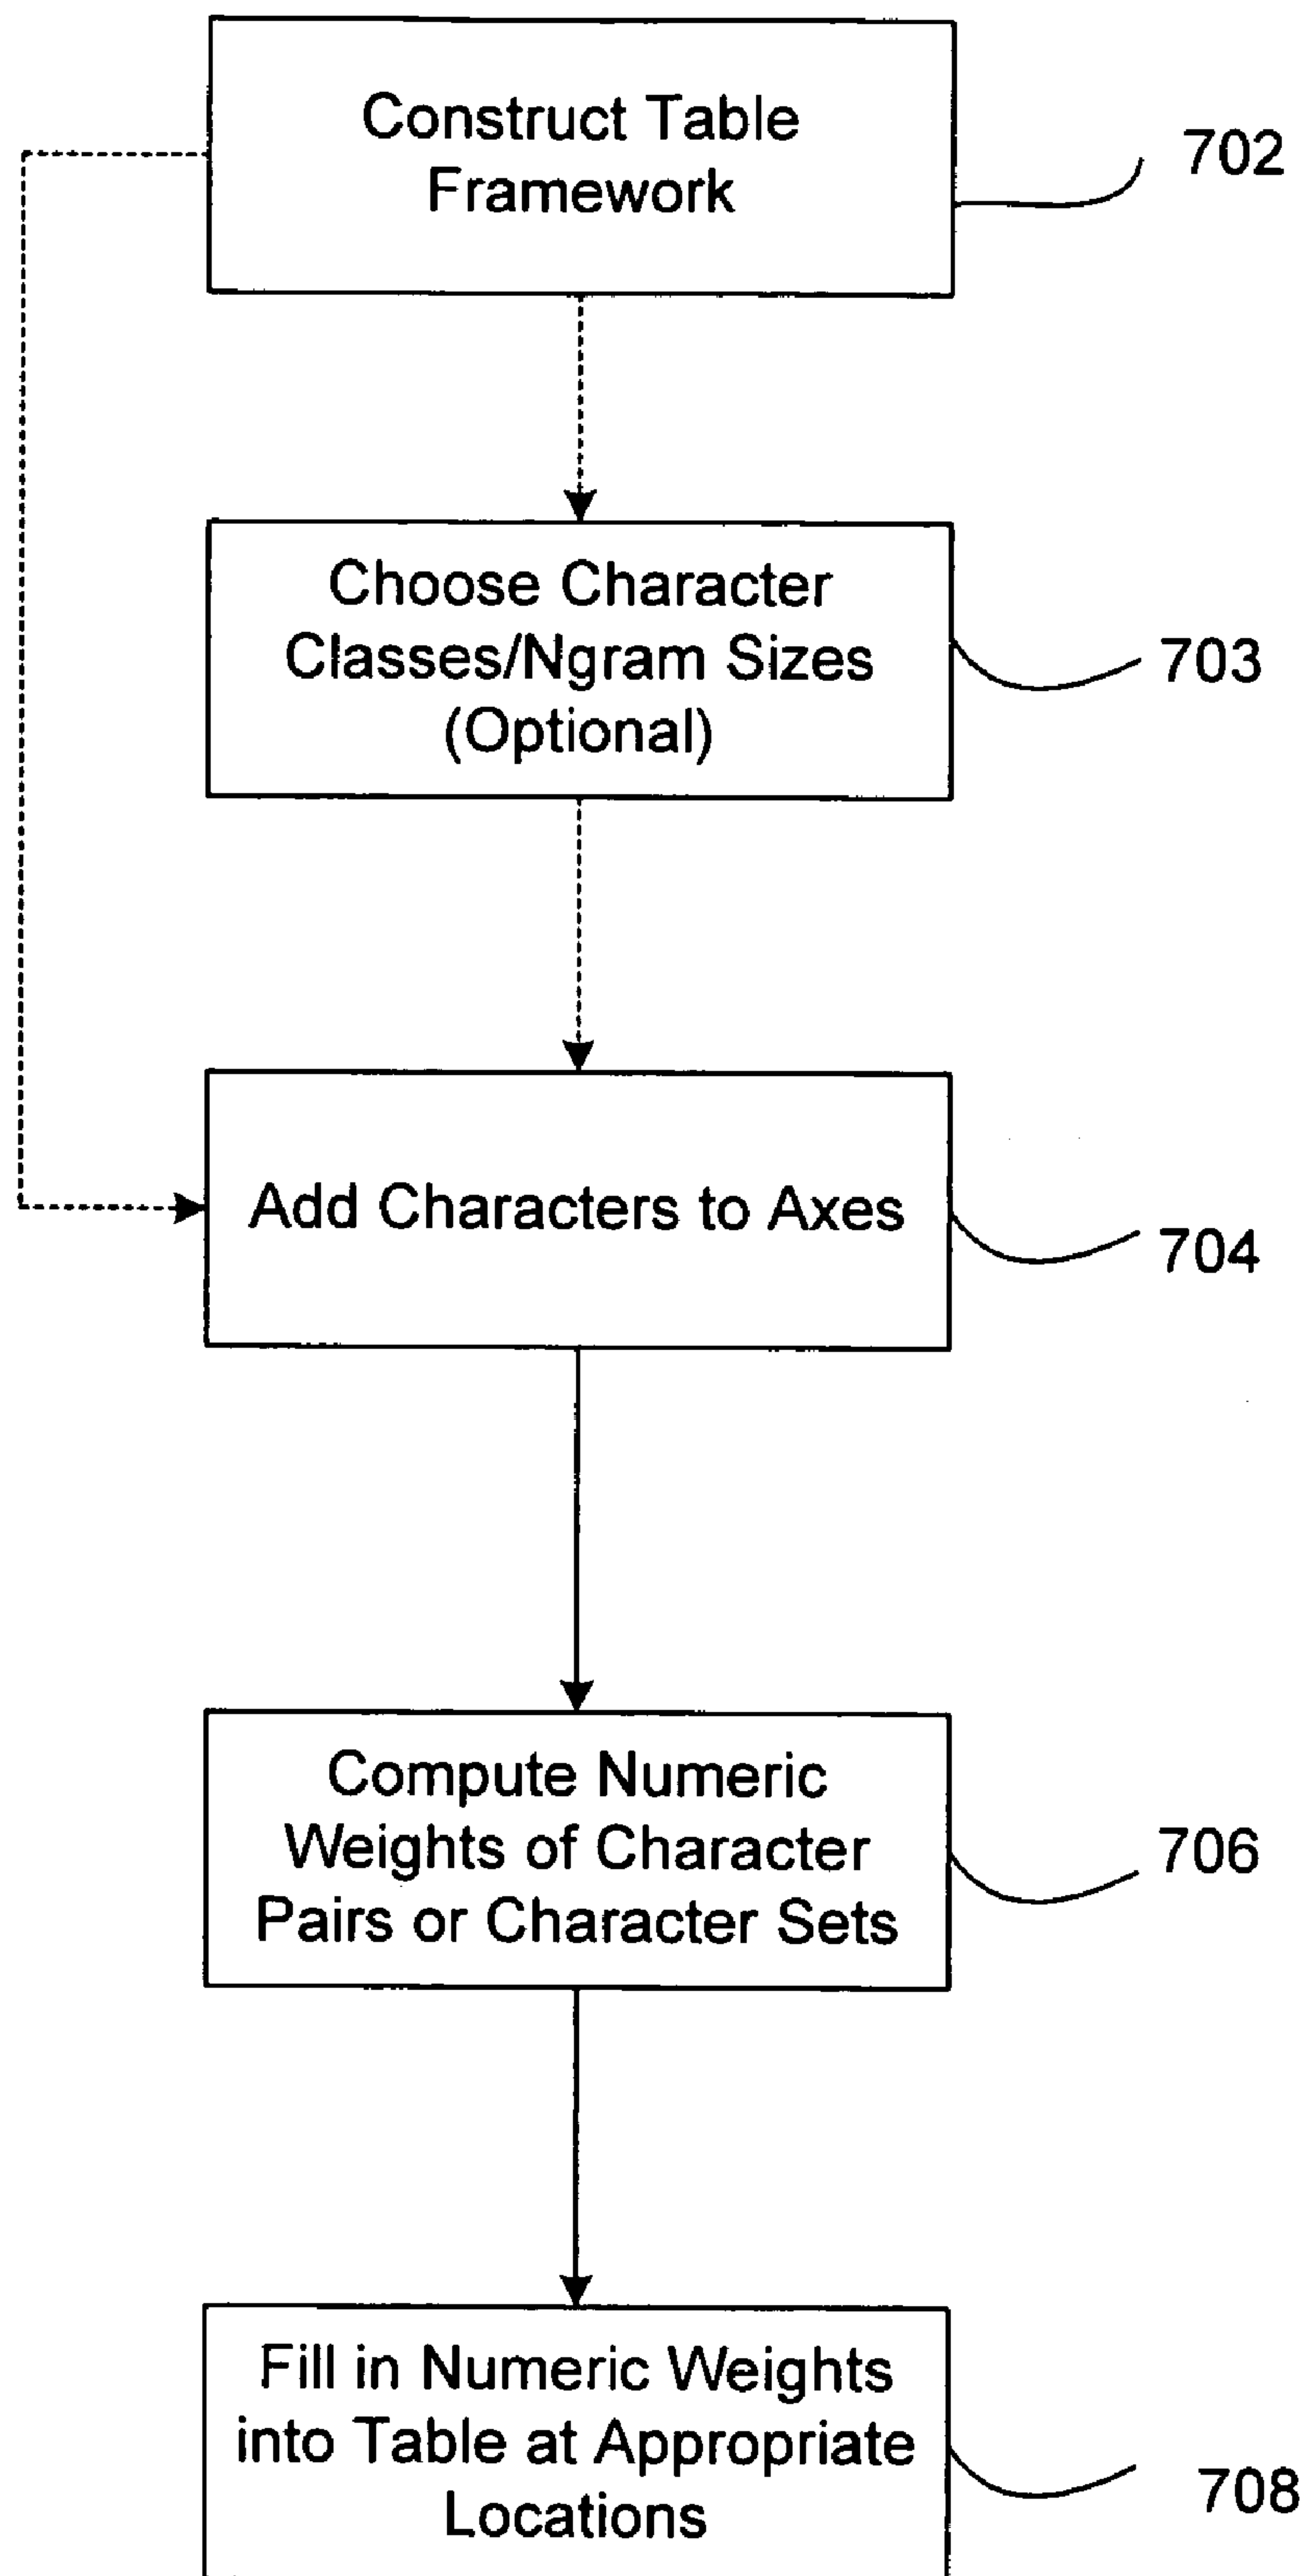 Construct Table
Framework
702
Choose Character
Classes/Ngram Sizes
(Optional)
703
Add Characters to Axes
704
Compute Numeric
Weights of Character
Pairs or Character Sets
706
Fill in Numeric Weights
into Table at Appropriate
Locations
708